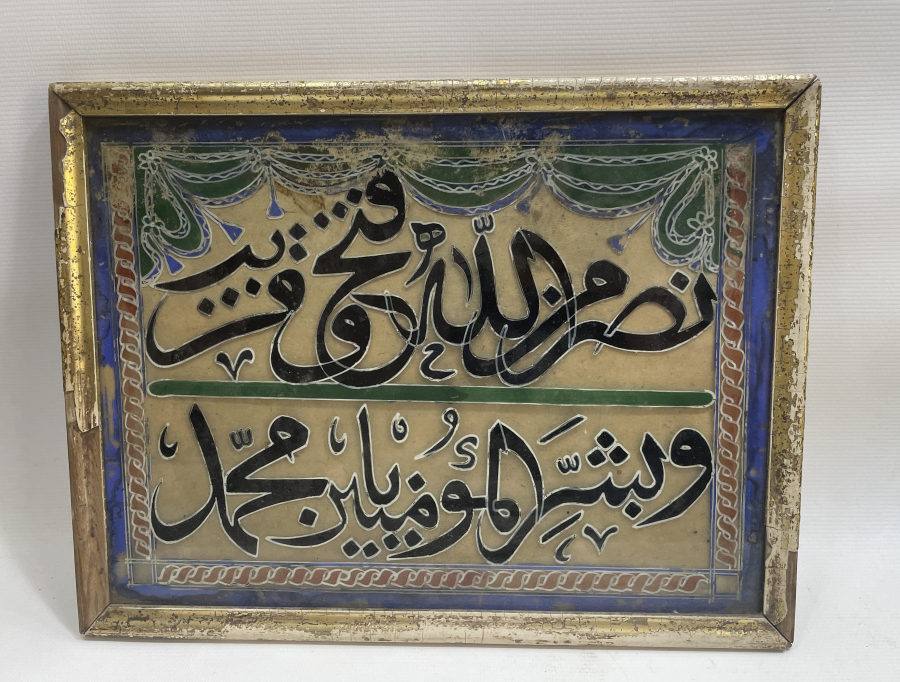 نصر من الله وفتح قريب
وبشر المؤمنين يا محمد